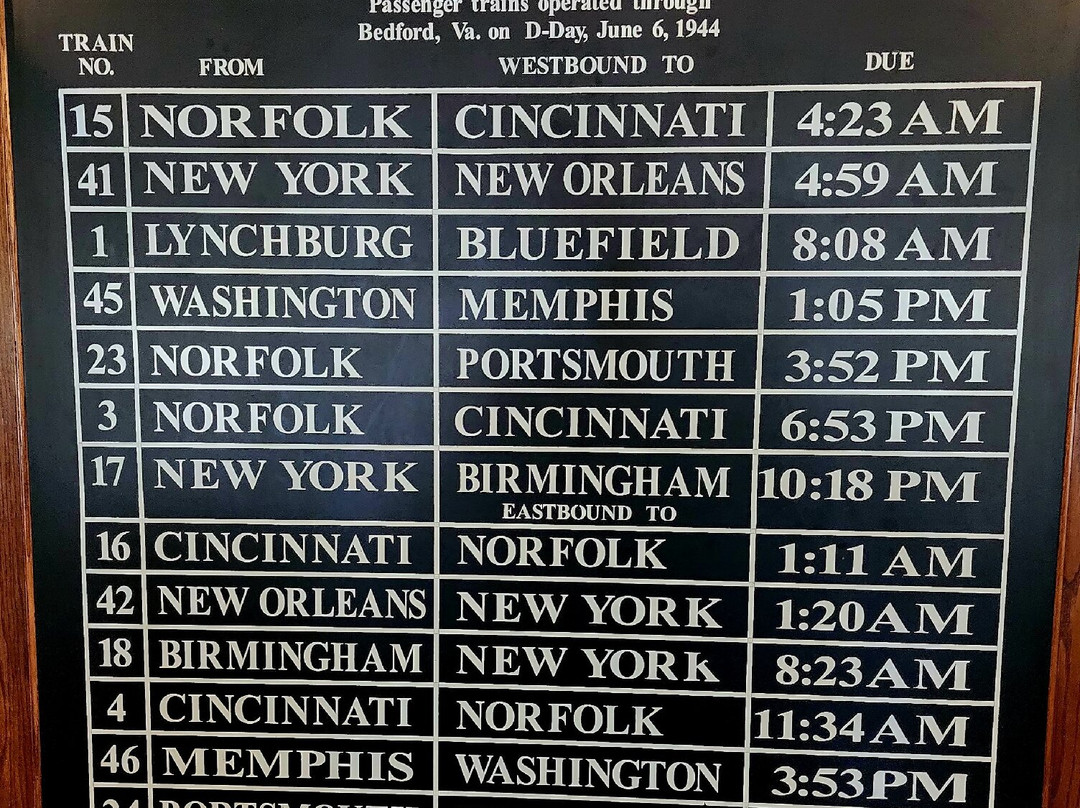 Passenger trains operated through
Bedford, Va. on D-Day, June 6, 1944
TRAIN NO. FROM WESTBOUND TO DUE
15 NORFOLK CINCINNATI 4:23 AM
41 NEW YORK NEW ORLEANS 4:59 AM
1 LYNCHBURG BLUEFIELD 8:08 AM
45 WASHINGTON MEMPHIS 1:05 PM
23 NORFOLK PORTSMOUTH 3:52 PM
3 NORFOLK CINCINNATI 6:53 PM
17 NEW YORK BIRMINGHAM 10:18 PM
EASTBOUND TO
16 CINCINNATI NORFOLK 1:11 AM
42 NEW ORLEANS NEW YORK 1:20 AM
18 BIRMINGHAM NEW YORK 8:23 AM
4 CINCINNATI NORFOLK 11:34 AM
46 MEMPHIS WASHINGTON 3:53 PM
24 PORTSMOUTH